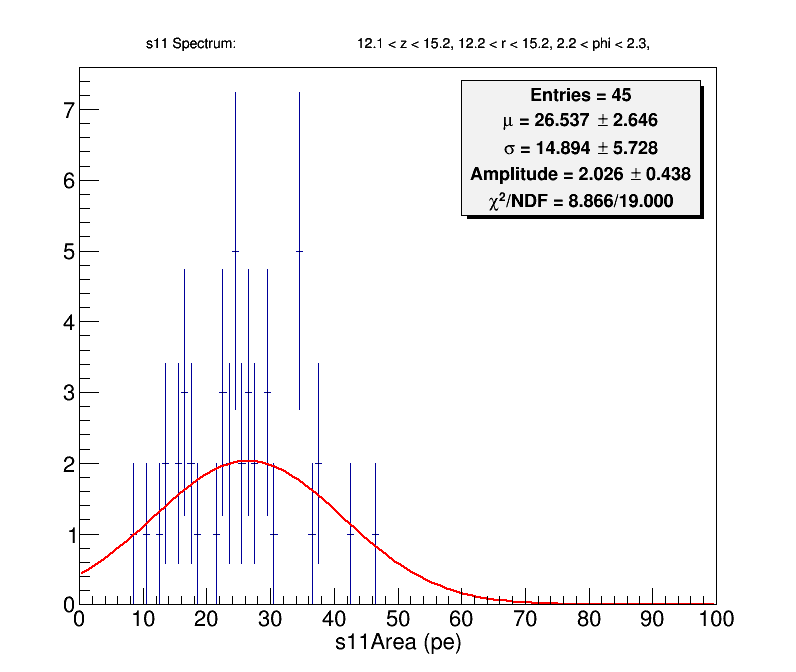 s11 Spectrum: 12.1 < z < 15.2, 12.2 < r < 15.2, 2.2 < phi < 2.3,
Entries = 45
μ = 26.537 ± 2.646
σ = 14.894 ± 5.728
Amplitude = 2.026 ± 0.438
χ²/NDF = 8.866/19.000
7
6
5
4
3
2
1
0
0 10 20 30 40 50 60 70 80 90 100
s11Area (pe)